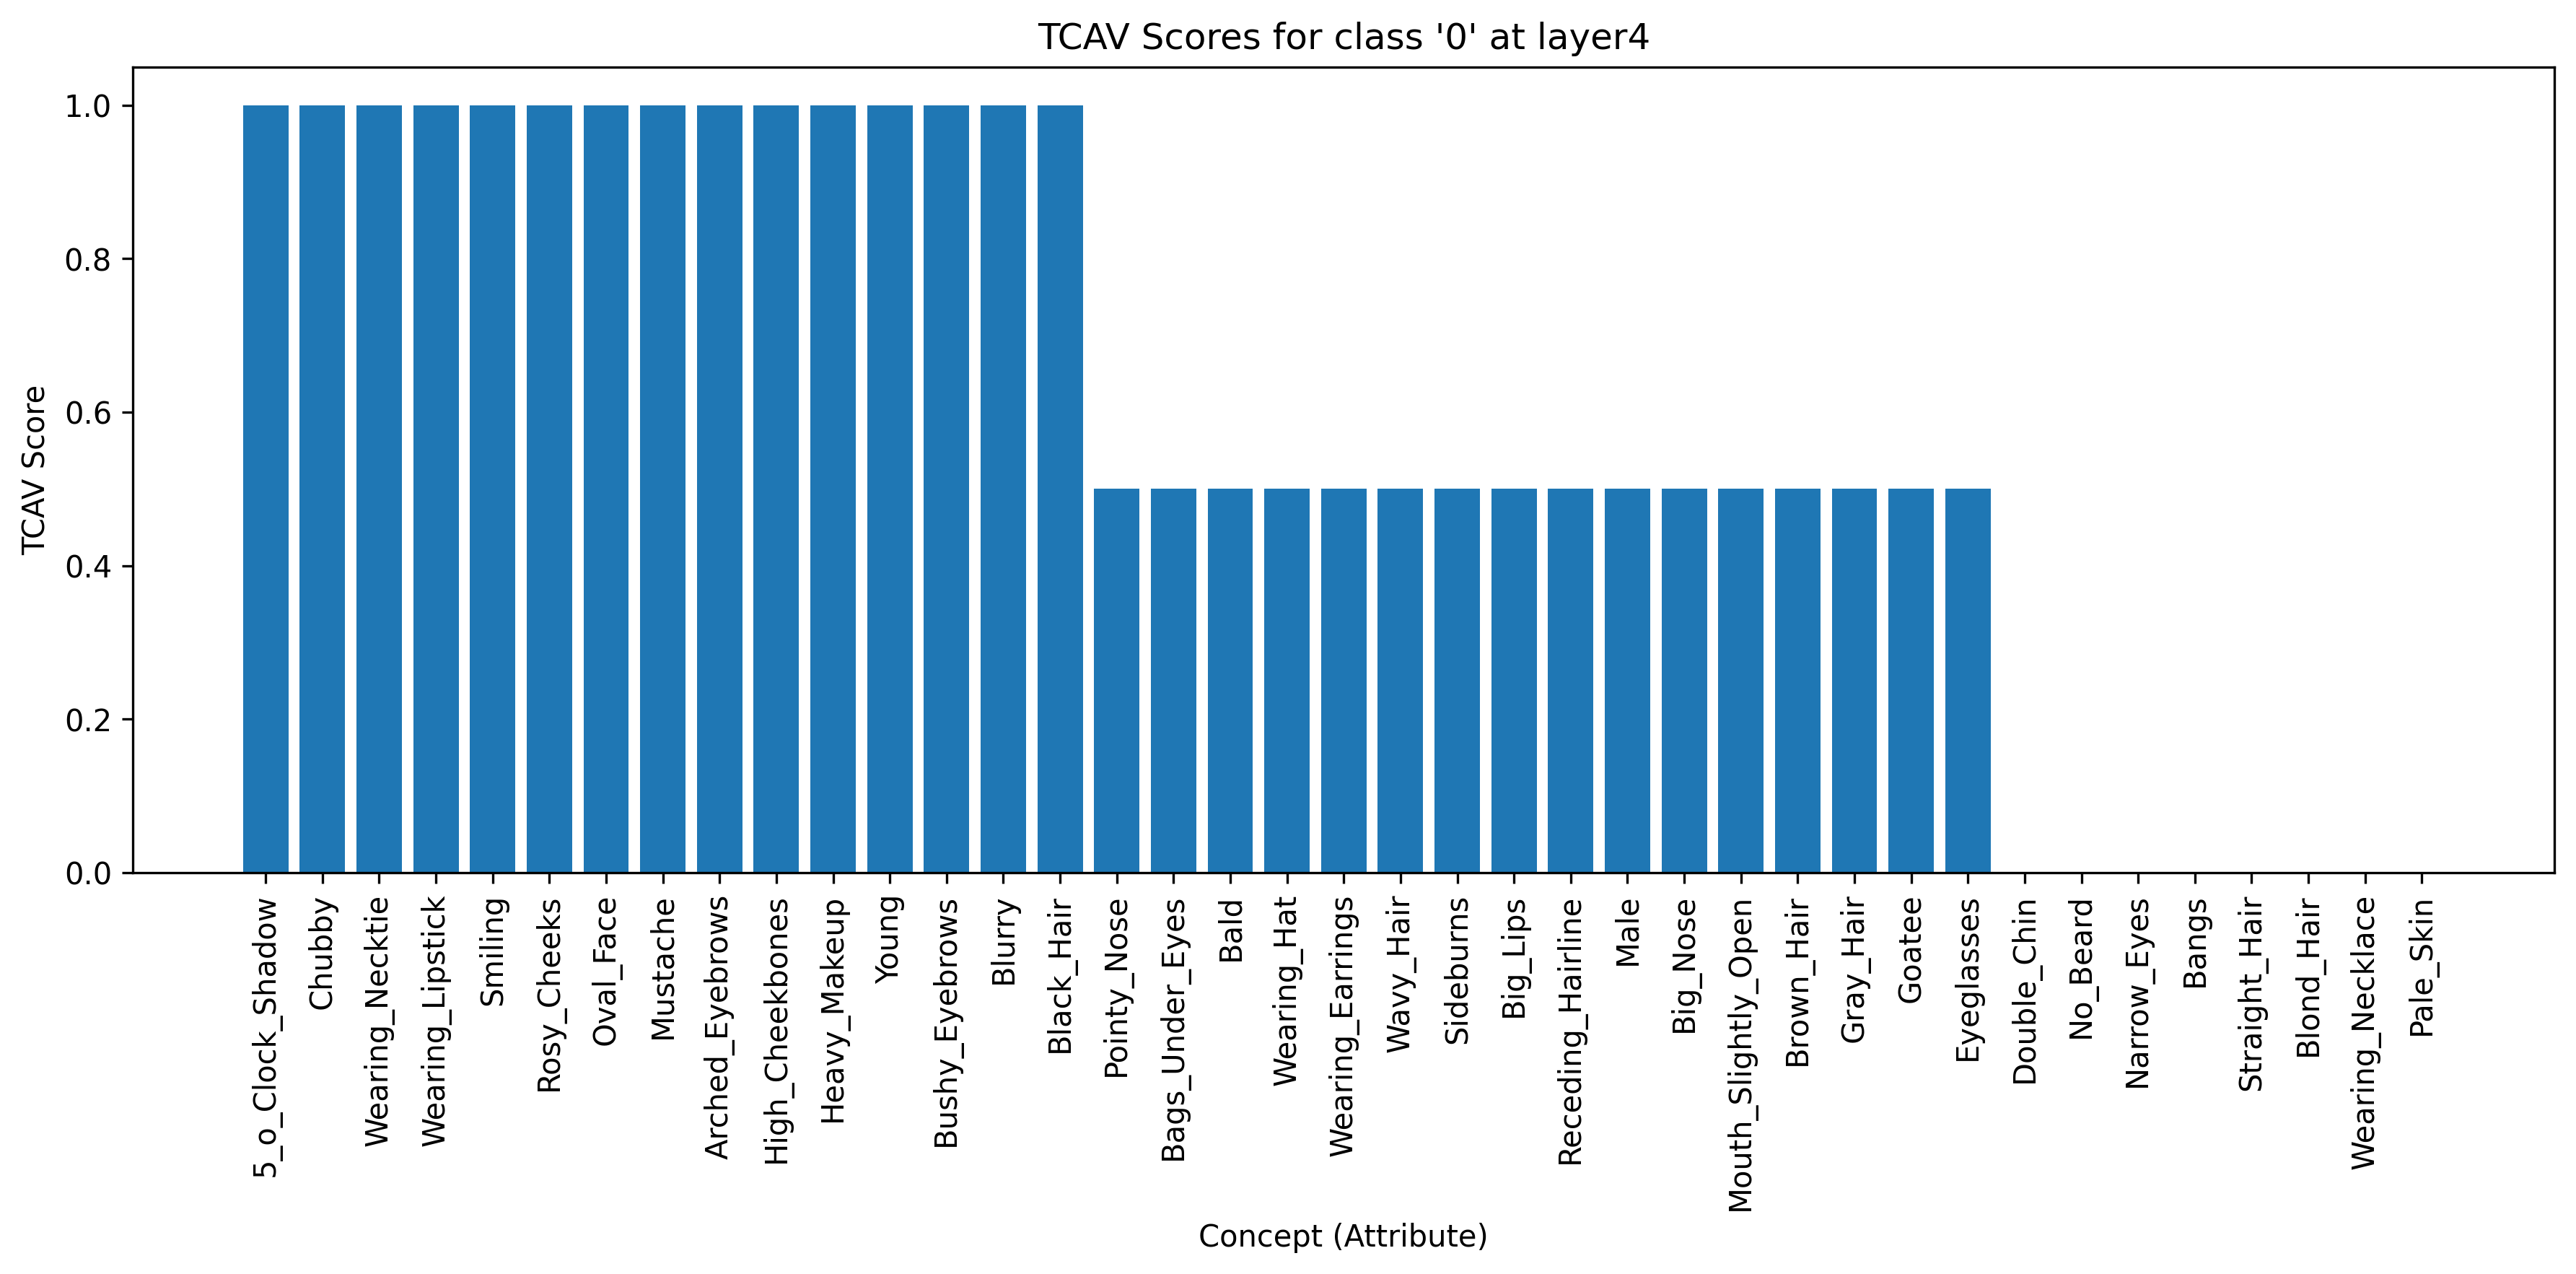 TCAV Scores for class '0' at layer4
TCAV Score
1.0
0.8
0.6
0.4
0.2
0.0
5_o_Clock_Shadow
Chubby
Wearing_Necktie
Wearing_Lipstick
Smiling
Rosy_Cheeks
Oval_Face
Mustache
Arched_Eyebrows
High_Cheekbones
Heavy_Makeup
Young
Bushy_Eyebrows
Blurry
Black_Hair
Pointy_Nose
Bags_Under_Eyes
Bald
Wearing_Hat
Wearing_Earrings
Wavy_Hair
Sideburns
Big_Lips
Receding_Hairline
Male
Big_Nose
Mouth_Slightly_Open
Brown_Hair
Gray_Hair
Goatee
Eyeglasses
Double_Chin
No_Beard
Narrow_Eyes
Bangs
Straight_Hair
Blond_Hair
Wearing_Necklace
Pale_Skin
Concept (Attribute)